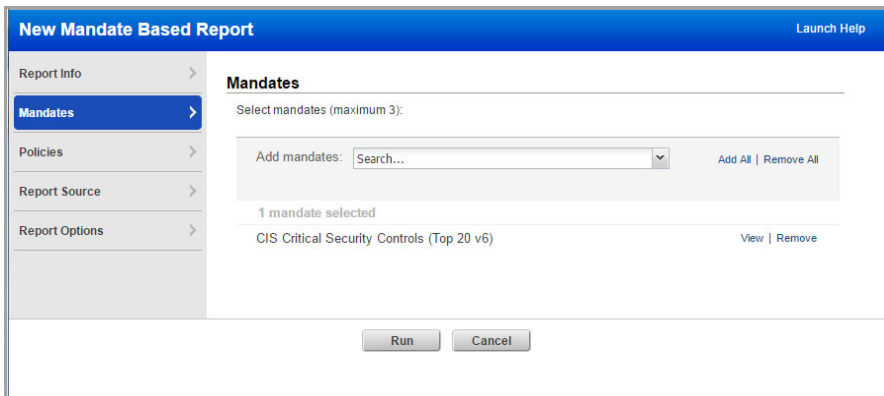 New Mandate Based Report
Launch Help
Report Info
Mandates
Policies
Report Source
Report Options
Mandates
Select mandates (maximum 3):
Add mandates: Search... Add All | Remove All
1 mandate selected
CIS Critical Security Controls (Top 20 v6) View | Remove
Run Cancel